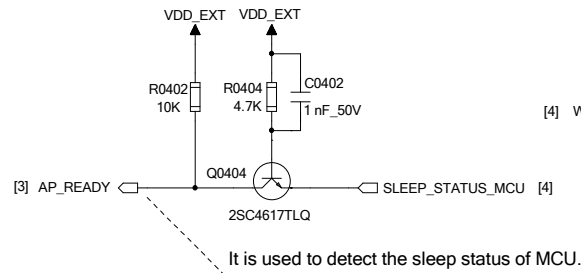 VDD_EXT VDD_EXT
R0402 R0404 C0402
10K 4.7K 1 nF_50V
[4] W
Q0404
[3] AP_READY SLEEP_STATUS_MCU [4]
2SC4617TLQ
It is used to detect the sleep status of MCU.